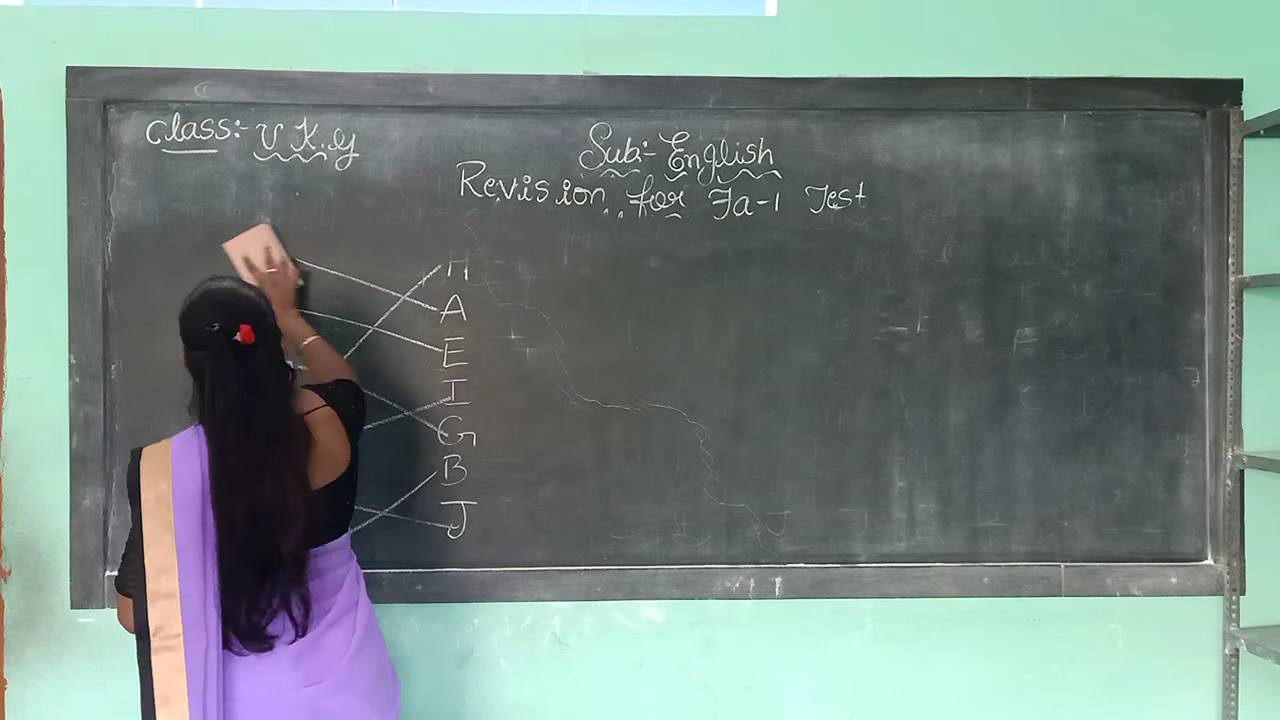 Class:- U K.G
Sub:- English
Revision for Fa-1 Test
H
A
E
I
G
B
J